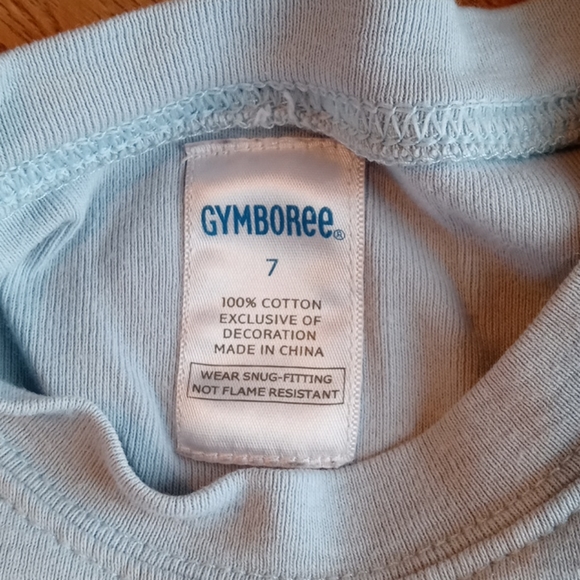 GYMBOREE®
7
100% COTTON
EXCLUSIVE OF
DECORATION
MADE IN CHINA
WEAR SNUG-FITTING
NOT FLAME RESISTANT